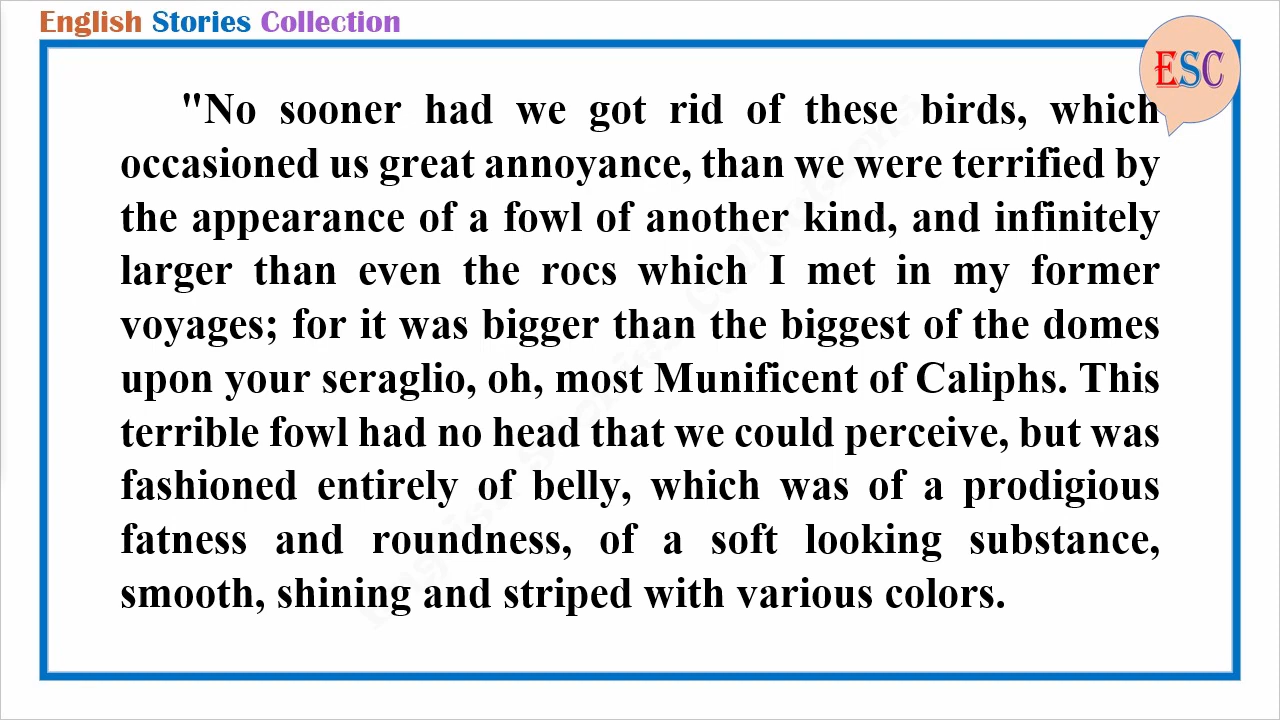 English Stories Collection
ESC
"No sooner had we got rid of these birds, which
occasioned us great annoyance, than we were terrified by
the appearance of a fowl of another kind, and infinitely
larger than even the rocs which I met in my former
voyages; for it was bigger than the biggest of the domes
upon your seraglio, oh, most Munificent of Caliphs. This
terrible fowl had no head that we could perceive, but was
fashioned entirely of belly, which was of a prodigious
fatness and roundness, of a soft looking substance,
smooth, shining and striped with various colors.